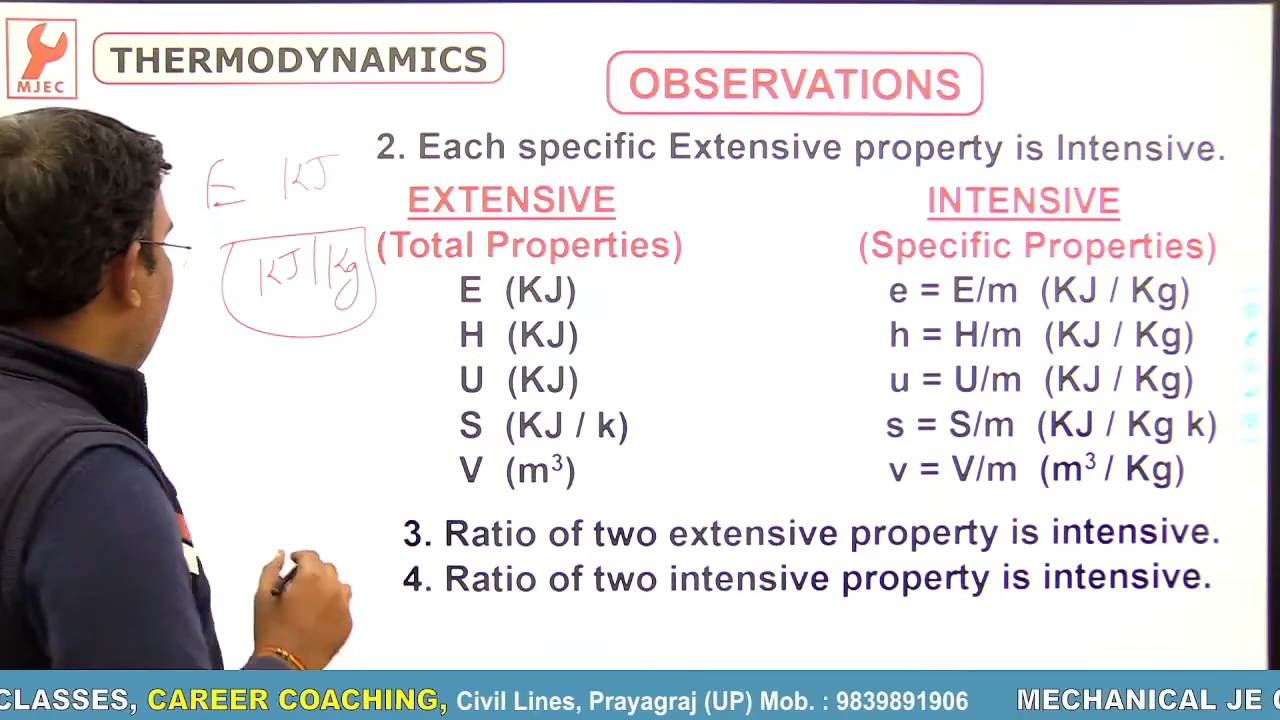 MJEC
THERMODYNAMICS
OBSERVATIONS
2. Each specific Extensive property is Intensive.
E KJ
KJ/Kg
EXTENSIVE
(Total Properties)
E (KJ)
H (KJ)
U (KJ)
S (KJ / k)
V (m³)
INTENSIVE
(Specific Properties)
e = E/m (KJ / Kg)
h = H/m (KJ / Kg)
u = U/m (KJ / Kg)
s = S/m (KJ / Kg k)
v = V/m (m³ / Kg)
3. Ratio of two extensive property is intensive.
4. Ratio of two intensive property is intensive.
CLASSES, CAREER COACHING, Civil Lines, Prayagraj (UP) Mob. : 9839891906 MECHANICAL JE